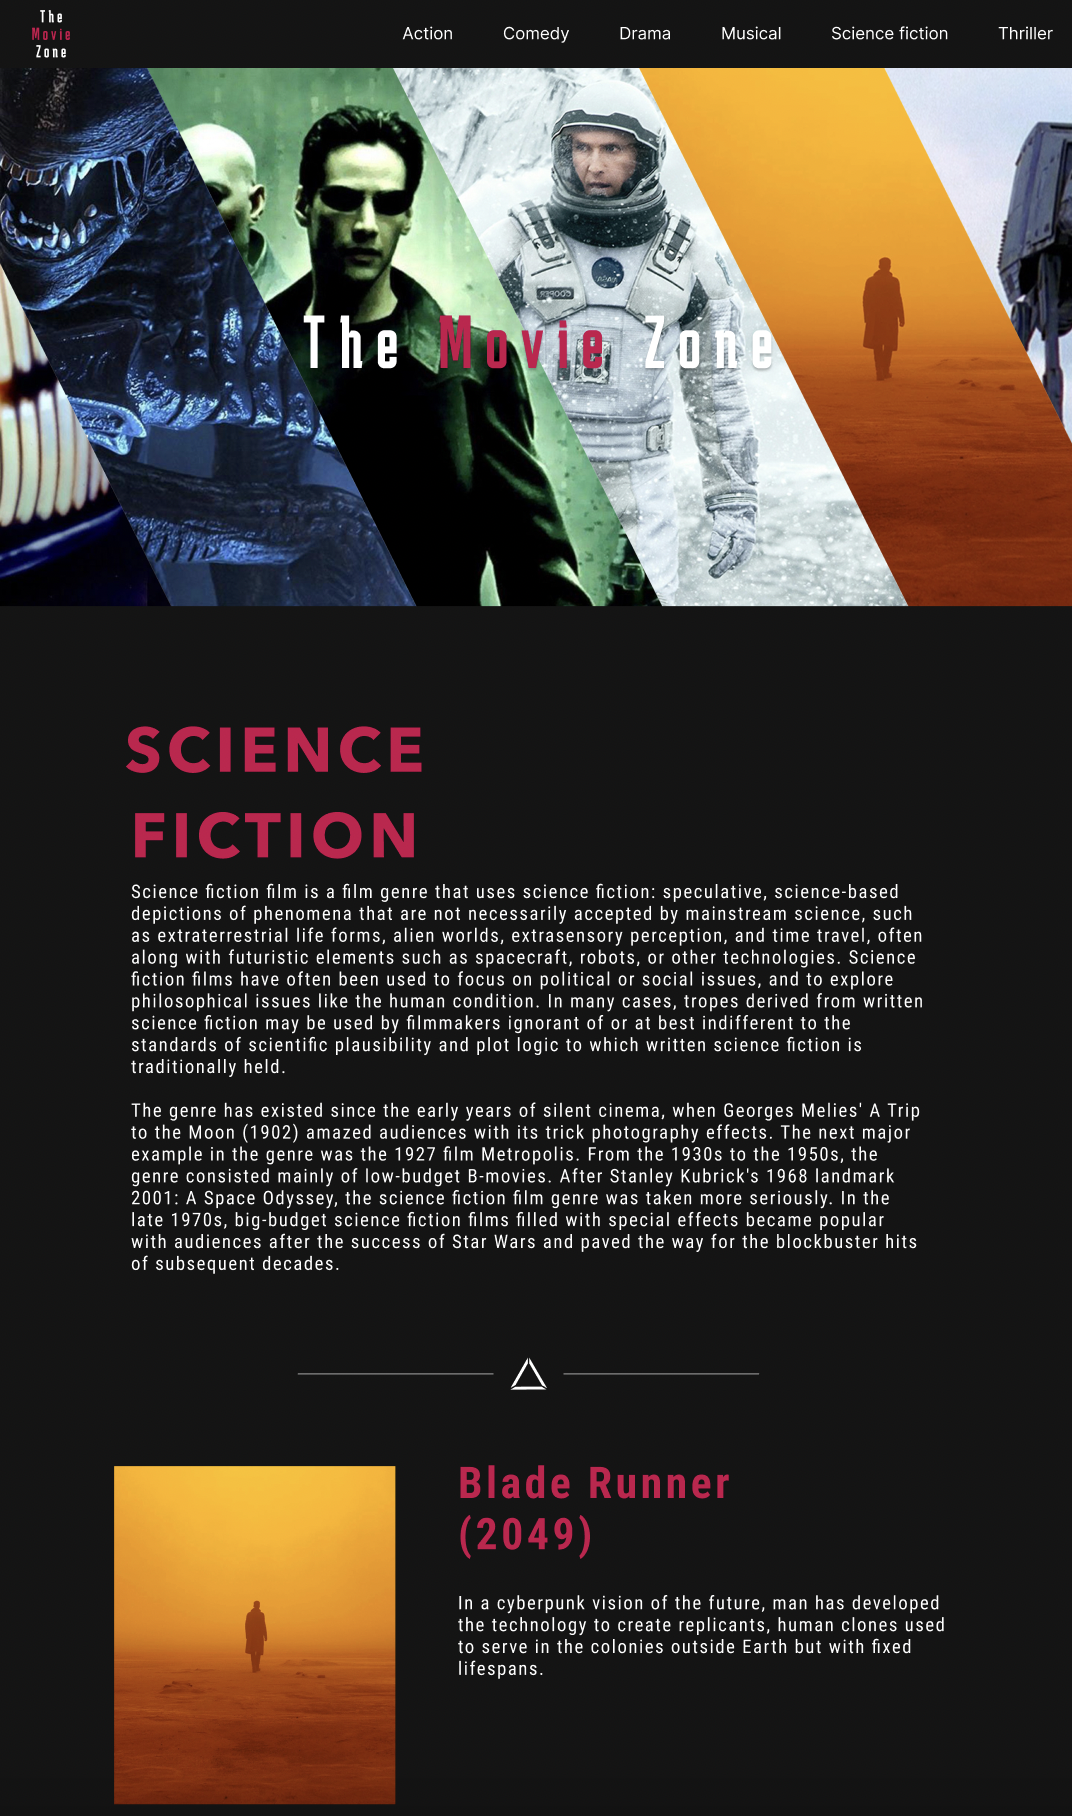 The
Movie
Zone
Action Comedy Drama Musical Science fiction Thriller
COOPER
The Movie Zone
SCIENCE
FICTION
Science fiction film is a film genre that uses science fiction: speculative, science-based
depictions of phenomena that are not necessarily accepted by mainstream science, such
as extraterrestrial life forms, alien worlds, extrasensory perception, and time travel, often
along with futuristic elements such as spacecraft, robots, or other technologies. Science
fiction films have often been used to focus on political or social issues, and to explore
philosophical issues like the human condition. In many cases, tropes derived from written
science fiction may be used by filmmakers ignorant of or at best indifferent to the
standards of scientific plausibility and plot logic to which written science fiction is
traditionally held.
The genre has existed since the early years of silent cinema, when Georges Melies' A Trip
to the Moon (1902) amazed audiences with its trick photography effects. The next major
example in the genre was the 1927 film Metropolis. From the 1930s to the 1950s, the
genre consisted mainly of low-budget B-movies. After Stanley Kubrick's 1968 landmark
2001: A Space Odyssey, the science fiction film genre was taken more seriously. In the
late 1970s, big-budget science fiction films filled with special effects became popular
with audiences after the success of Star Wars and paved the way for the blockbuster hits
of subsequent decades.
Blade Runner
(2049)
In a cyberpunk vision of the future, man has developed
the technology to create replicants, human clones used
to serve in the colonies outside Earth but with fixed
lifespans.